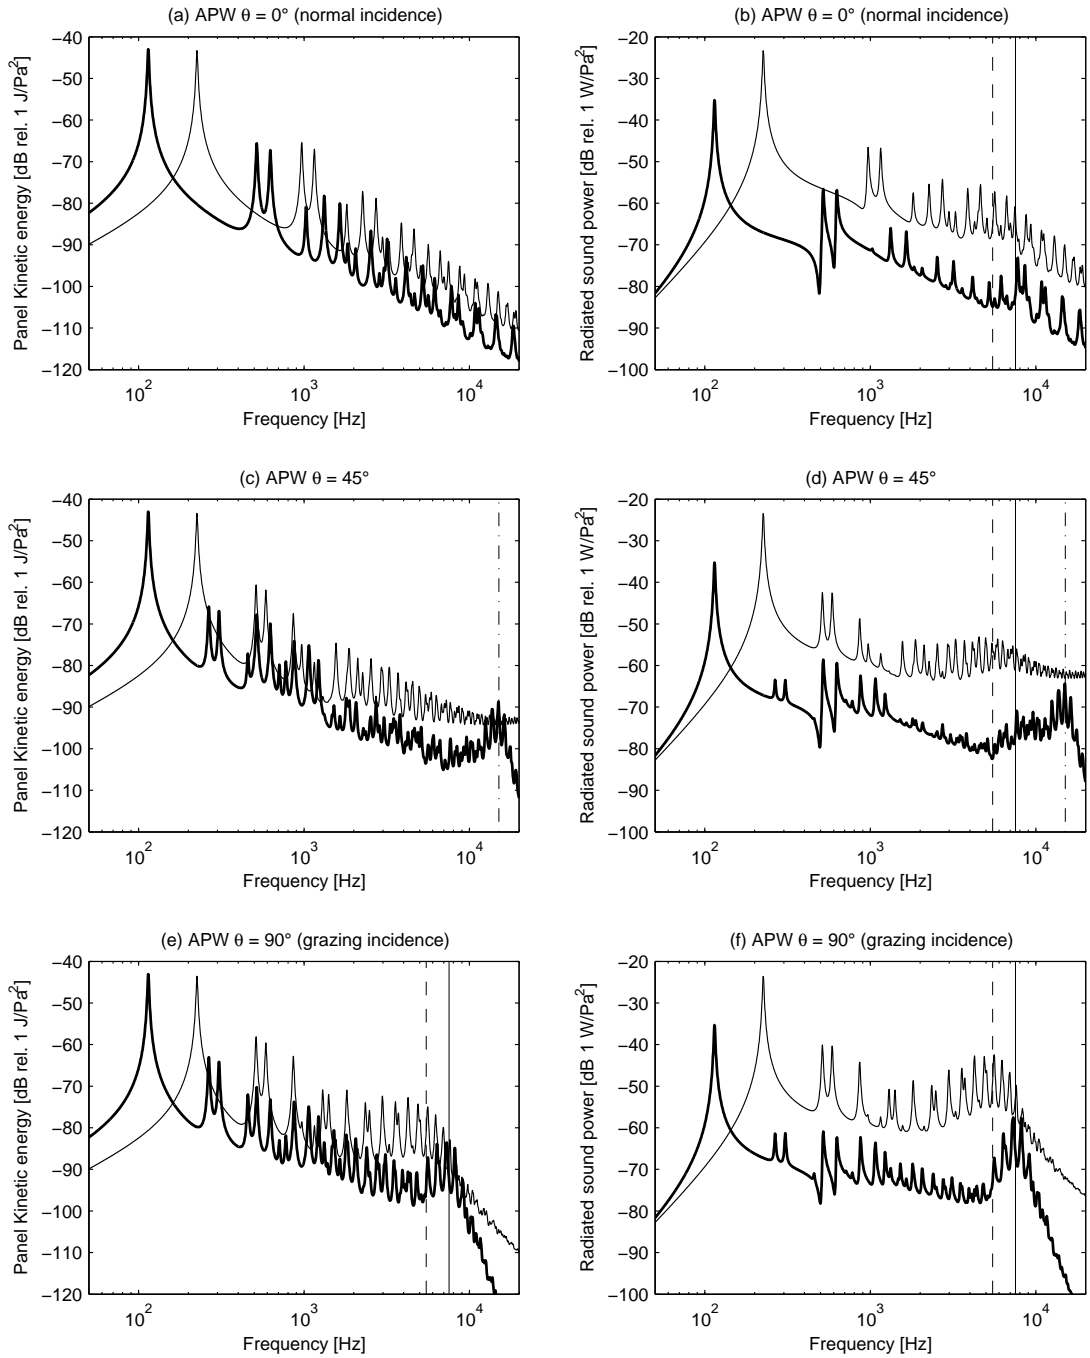 (a) APW θ = 0° (normal incidence)
Panel Kinetic energy [dB rel. 1 J/Pa²]
−40
−50
−60
−70
−80
−90
−100
−110
−120
10² 10³ 10⁴
Frequency [Hz]
(b) APW θ = 0° (normal incidence)
Radiated sound power [dB rel. 1 W/Pa²]
−20
−30
−40
−50
−60
−70
−80
−90
−100
10² 10³ 10⁴
Frequency [Hz]
(c) APW θ = 45°
Panel Kinetic energy [dB rel. 1 J/Pa²]
−40
−50
−60
−70
−80
−90
−100
−110
−120
10² 10³ 10⁴
Frequency [Hz]
(d) APW θ = 45°
Radiated sound power [dB rel. 1 W/Pa²]
−20
−30
−40
−50
−60
−70
−80
−90
−100
10² 10³ 10⁴
Frequency [Hz]
(e) APW θ = 90° (grazing incidence)
Panel Kinetic energy [dB rel. 1 J/Pa²]
−40
−50
−60
−70
−80
−90
−100
−110
−120
10² 10³ 10⁴
Frequency [Hz]
(f) APW θ = 90° (grazing incidence)
Radiated sound power [dB 1 W/Pa²]
−20
−30
−40
−50
−60
−70
−80
−90
−100
10² 10³ 10⁴
Frequency [Hz]